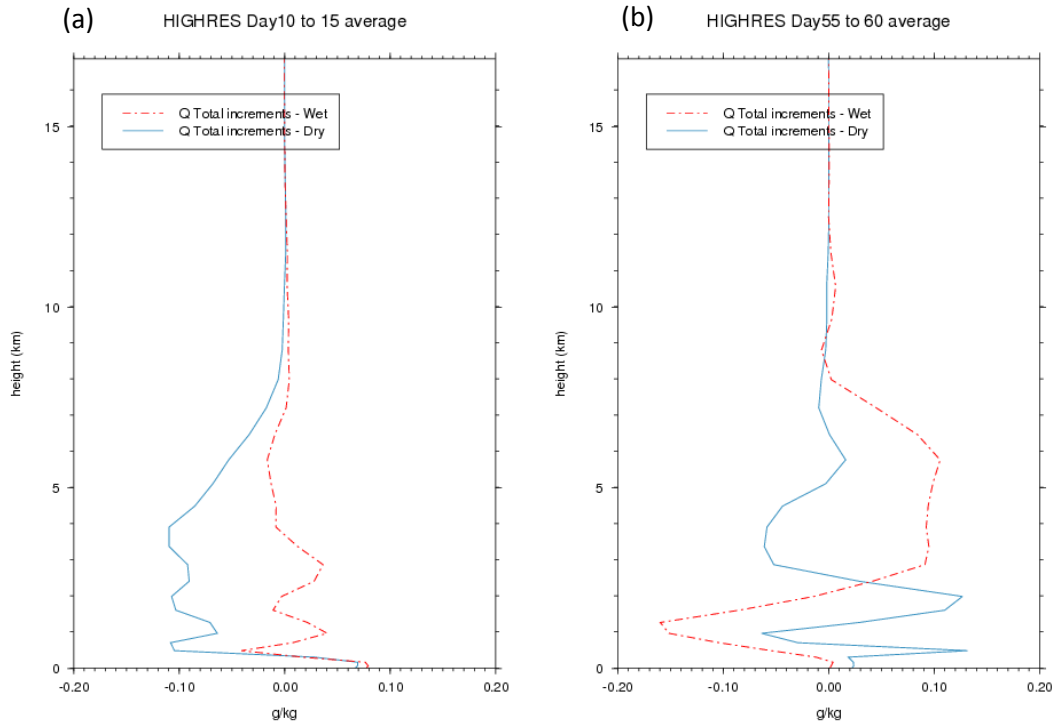 (a)
HIGHRES Day10 to 15 average
-0.20
-0.10
0.00
0.10
0.20
0
5
10
15
height (km)
g/kg
Q Total increments - Wet
Q Total increments - Dry
(b)
HIGHRES Day55 to 60 average
-0.20
-0.10
0.00
0.10
0.20
0
5
10
15
height (km)
g/kg
Q Total increments - Wet
Q Total increments - Dry